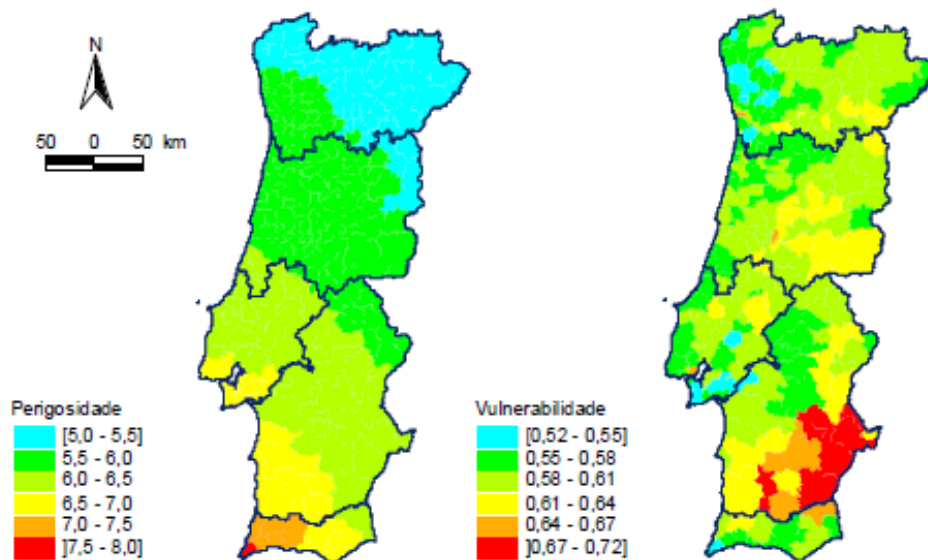 N
50 0 50 km
Perigosidade
[5,0 - 5,5]
5,5 - 6,0
6,0 - 6,5
6,5 - 7,0
7,0 - 7,5
]7,5 - 8,0]
Vulnerabilidade
[0,52 - 0,55]
0,55 - 0,58
0,58 - 0,61
0,61 - 0,64
0,64 - 0,67
]0,67 - 0,72]